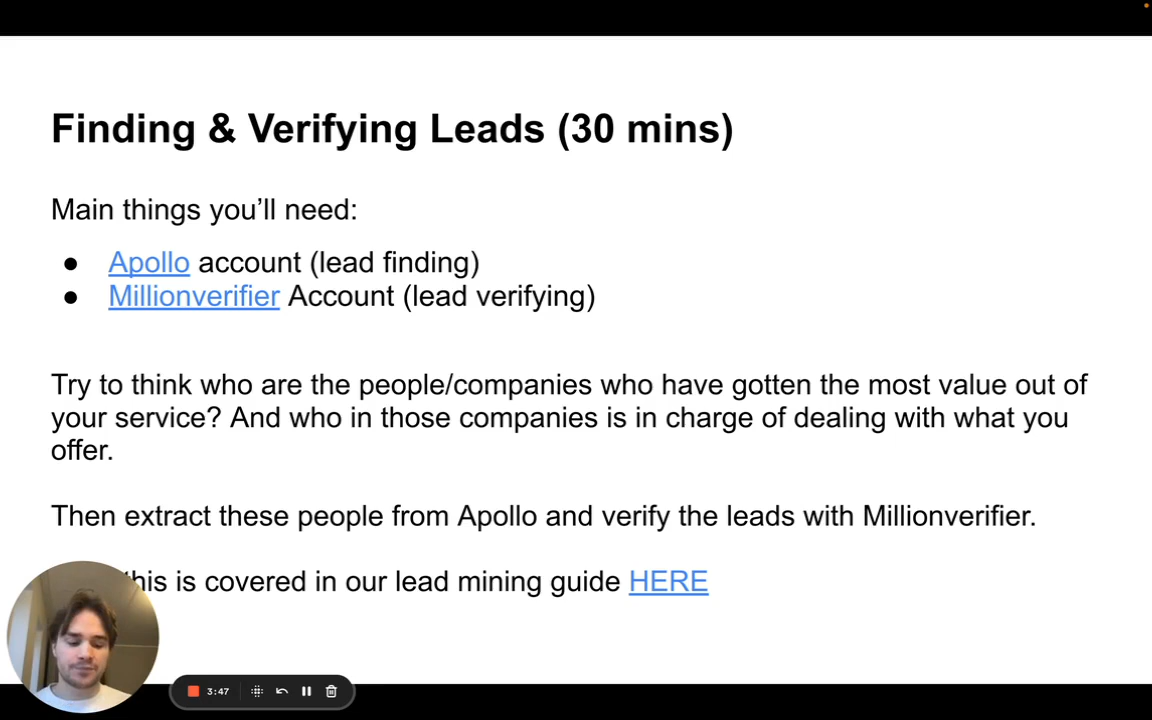 Finding & Verifying Leads (30 mins)
Main things you’ll need:
● Apollo account (lead finding)
● Millionverifier Account (lead verifying)
Try to think who are the people/companies who have gotten the most value out of
your service? And who in those companies is in charge of dealing with what you
offer.
Then extract these people from Apollo and verify the leads with Millionverifier.
this is covered in our lead mining guide HERE
3:47